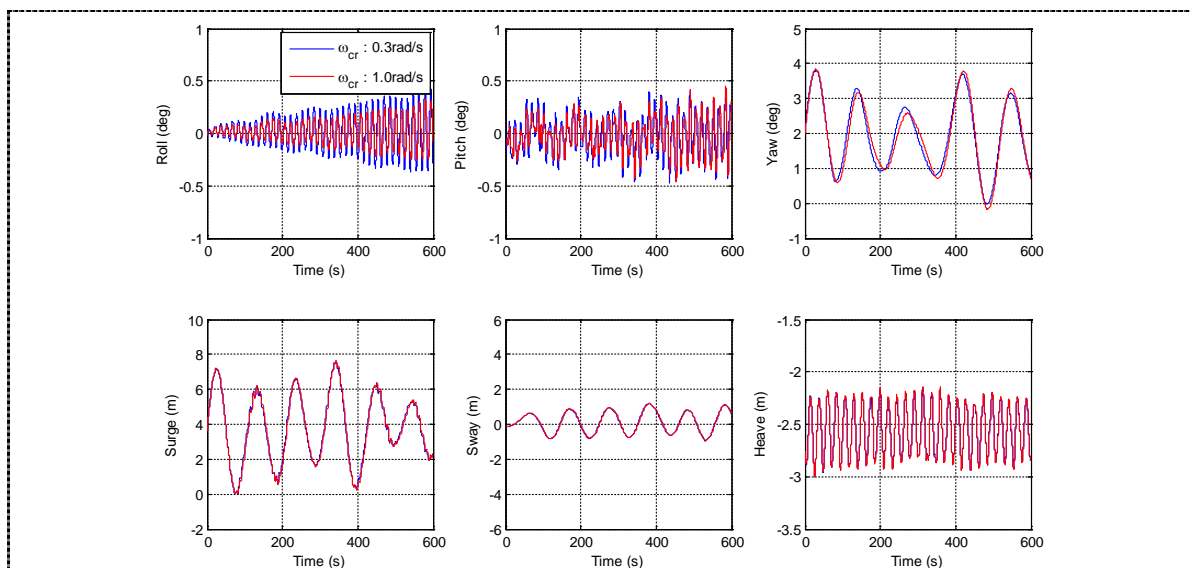 1
0.5
0
-0.5
-1
Roll (deg)
0 200 400 600
Time (s)
ω_cr : 0.3rad/s
ω_cr : 1.0rad/s
1
0.5
0
-0.5
-1
Pitch (deg)
0 200 400 600
Time (s)
5
4
3
2
1
0
-1
Yaw (deg)
0 200 400 600
Time (s)
10
8
6
4
2
0
-2
Surge (m)
0 200 400 600
Time (s)
6
4
2
0
-2
-4
-6
Sway (m)
0 200 400 600
Time (s)
-1.5
-2
-2.5
-3
-3.5
Heave (m)
0 200 400 600
Time (s)